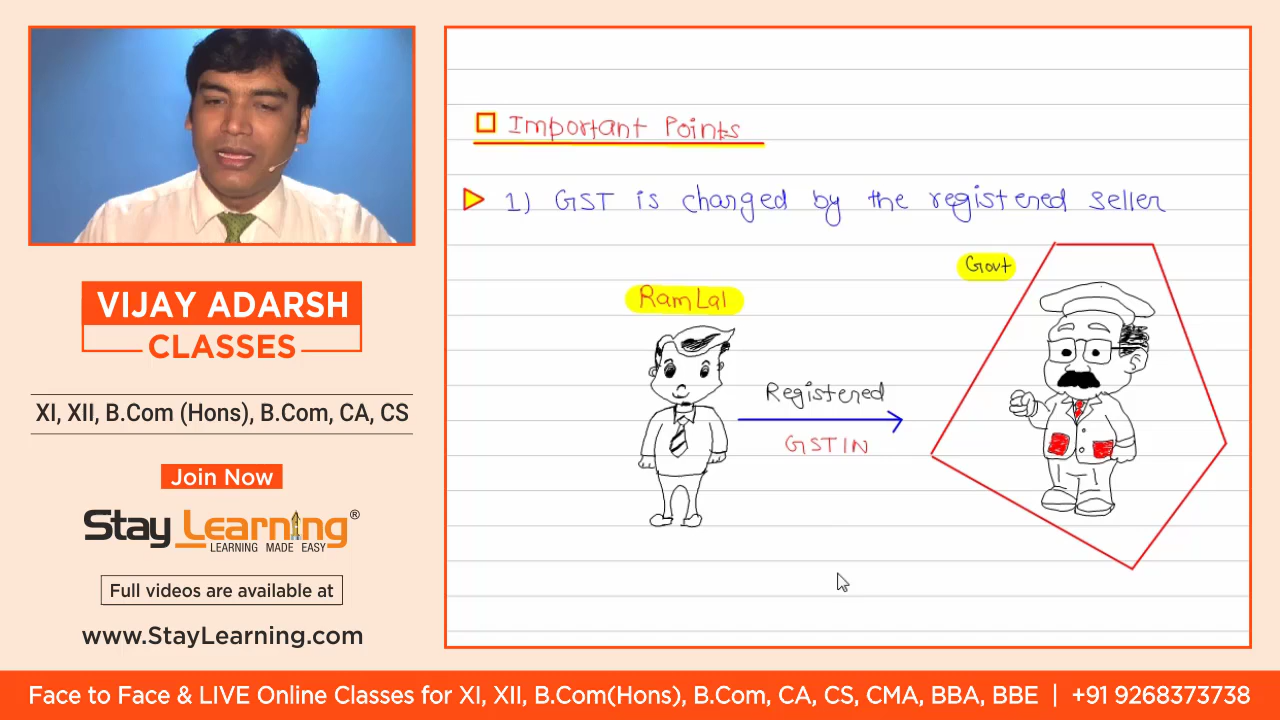 VIJAY ADARSH
CLASSES
XI, XII, B.Com (Hons), B.Com, CA, CS
Join Now
Stay Learning®
LEARNING MADE EASY
Full videos are available at
www.StayLearning.com
Important Points
1) GST is charged by the registered seller
Govt
RamLal
Registered
GSTIN
Face to Face & LIVE Online Classes for XI, XII, B.Com(Hons), B.Com, CA, CS, CMA, BBA, BBE | +91 9268373738